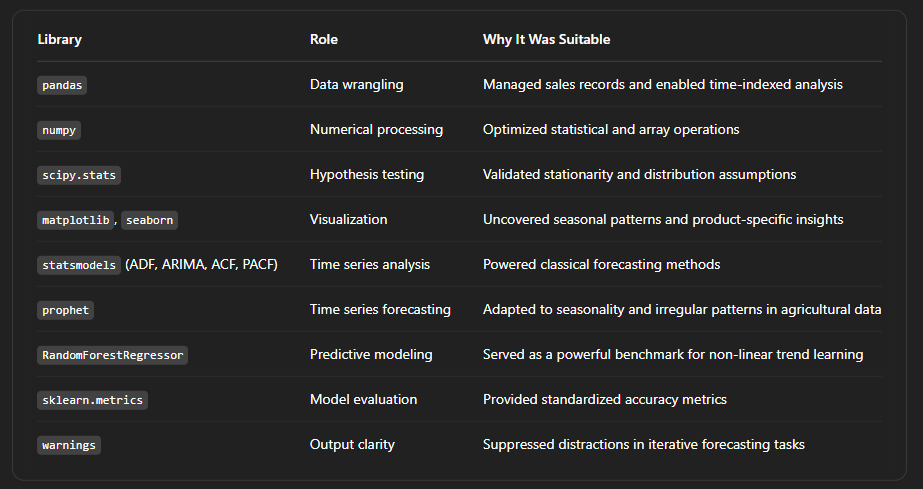 Library Role Why It Was Suitable
pandas Data wrangling Managed sales records and enabled time-indexed analysis
numpy Numerical processing Optimized statistical and array operations
scipy.stats Hypothesis testing Validated stationarity and distribution assumptions
matplotlib, seaborn Visualization Uncovered seasonal patterns and product-specific insights
statsmodels (ADF, ARIMA, ACF, PACF) Time series analysis Powered classical forecasting methods
prophet Time series forecasting Adapted to seasonality and irregular patterns in agricultural data
RandomForestRegressor Predictive modeling Served as a powerful benchmark for non-linear trend learning
sklearn.metrics Model evaluation Provided standardized accuracy metrics
warnings Output clarity Suppressed distractions in iterative forecasting tasks